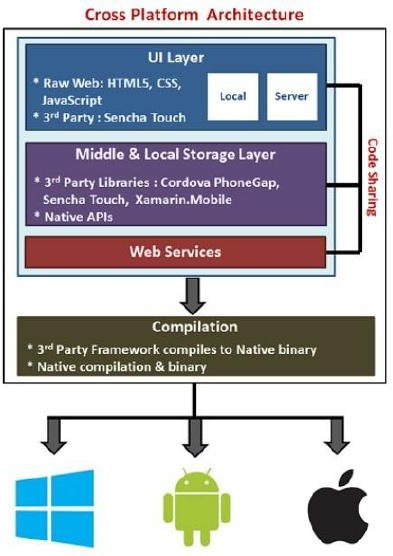 Cross Platform Architecture
UI Layer
* Raw Web: HTML5, CSS,
JavaScript
* 3rd Party : Sencha Touch
Local
Server
Middle & Local Storage Layer
* 3rd Party Libraries : Cordova PhoneGap,
Sencha Touch, Xamarin.Mobile
* Native APIs
Web Services
Code Sharing
Compilation
* 3rd Party Framework compiles to Native binary
* Native compilation & binary